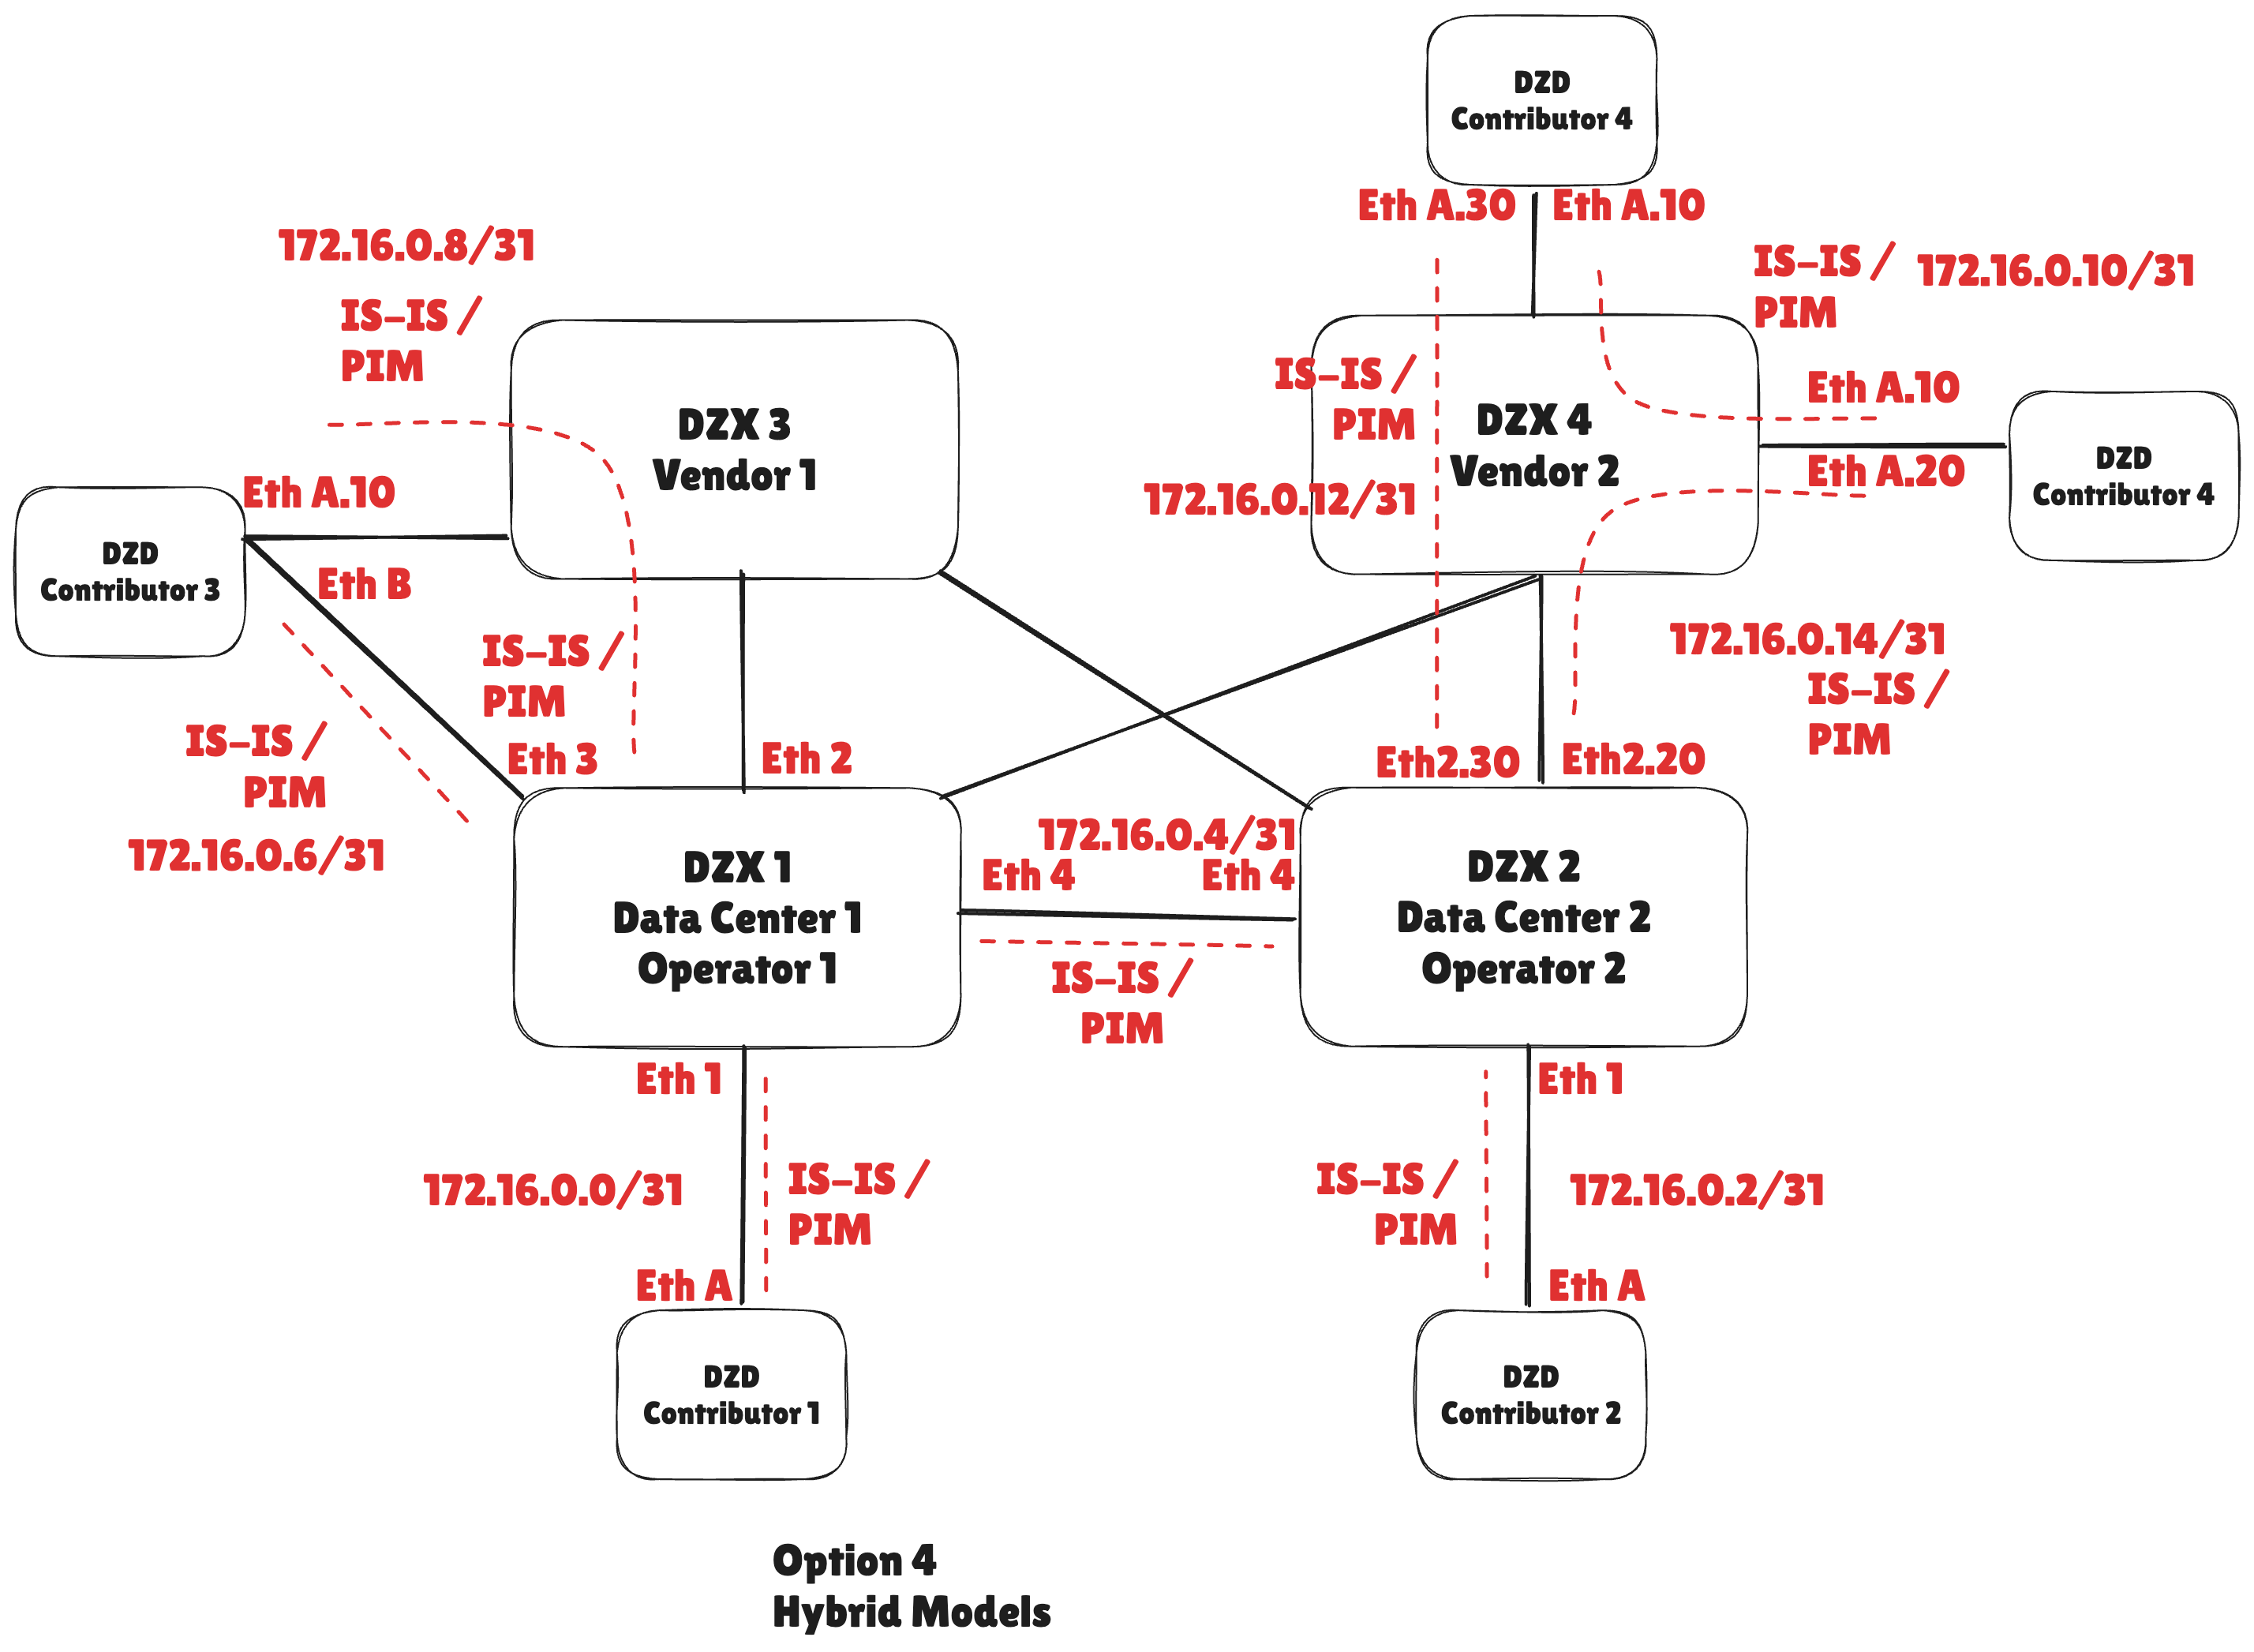 DZD
Contributor 4
Eth A.30
Eth A.10
172.16.0.8/31
IS-IS /
PIM
IS-IS /
PIM
172.16.0.10/31
DZX 3
Vendor 1
IS-IS /
PIM
172.16.0.12/31
DZX 4
Vendor 2
Eth A.10
Eth A.20
DZD
Contributor 4
Eth A.10
DZD
Contributor 3
Eth B
IS-IS /
PIM
172.16.0.14/31
IS-IS /
PIM
IS-IS /
PIM
172.16.0.6/31
Eth 3
Eth 2
Eth2.30
Eth2.20
DZX 1
Data Center 1
Operator 1
172.16.0.4/31
Eth 4
Eth 4
IS-IS /
PIM
DZX 2
Data Center 2
Operator 2
Eth 1
Eth 1
172.16.0.0/31
IS-IS /
PIM
IS-IS /
PIM
172.16.0.2/31
Eth A
Eth A
DZD
Contributor 1
DZD
Contributor 2
Option 4
Hybrid Models